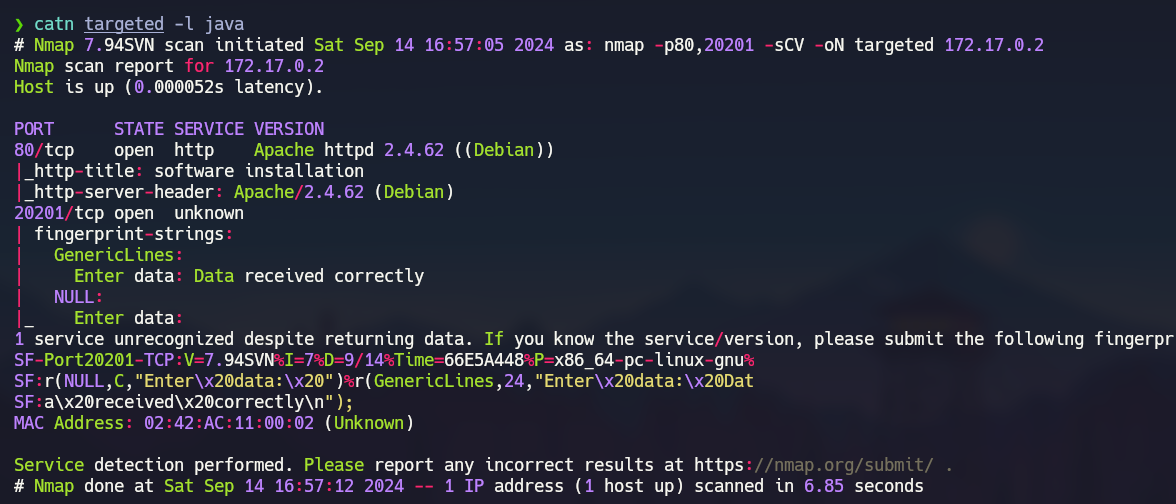 ❯ catn targeted -l java
# Nmap 7.94SVN scan initiated Sat Sep 14 16:57:05 2024 as: nmap -p80,20201 -sCV -oN targeted 172.17.0.2
Nmap scan report for 172.17.0.2
Host is up (0.000052s latency).

PORT      STATE SERVICE VERSION
80/tcp    open  http    Apache httpd 2.4.62 ((Debian))
|_http-title: software installation
|_http-server-header: Apache/2.4.62 (Debian)
20201/tcp open  unknown
| fingerprint-strings:
|   GenericLines:
|     Enter data: Data received correctly
|   NULL:
|_    Enter data:
1 service unrecognized despite returning data. If you know the service/version, please submit the following fingerpr
SF-Port20201-TCP:V=7.94SVN%I=7%D=9/14%Time=66E5A448%P=x86_64-pc-linux-gnu%
SF:r(NULL,C,"Enter\x20data:\x20")%r(GenericLines,24,"Enter\x20data:\x20Dat
SF:a\x20received\x20correctly\n");
MAC Address: 02:42:AC:11:00:02 (Unknown)

Service detection performed. Please report any incorrect results at https://nmap.org/submit/ .
# Nmap done at Sat Sep 14 16:57:12 2024 -- 1 IP address (1 host up) scanned in 6.85 seconds